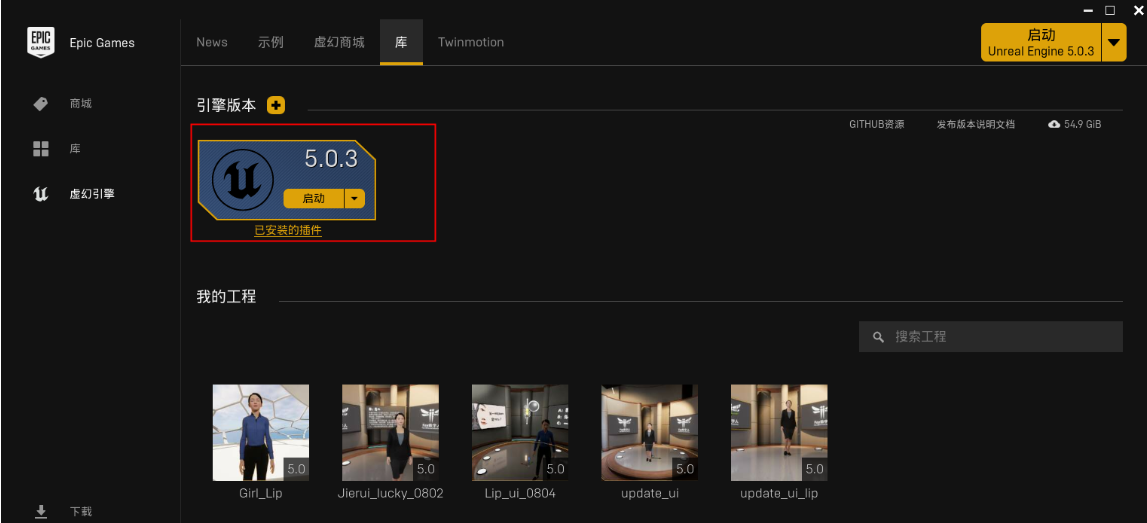 EPIC GAMES
Epic Games
News
示例
虚幻商城
库
Twinmotion
启动
Unreal Engine 5.0.3
商城
库
虚幻引擎
下载
引擎版本
GITHUB资源
发布版本说明文档
54.9 GiB
5.0.3
启动
已安装的插件
我的工程
搜索工程
5.0
5.0
5.0
5.0
5.0
Girl_Lip
Jierui_lucky_0802
Lip_ui_0804
update_ui
update_ui_lip